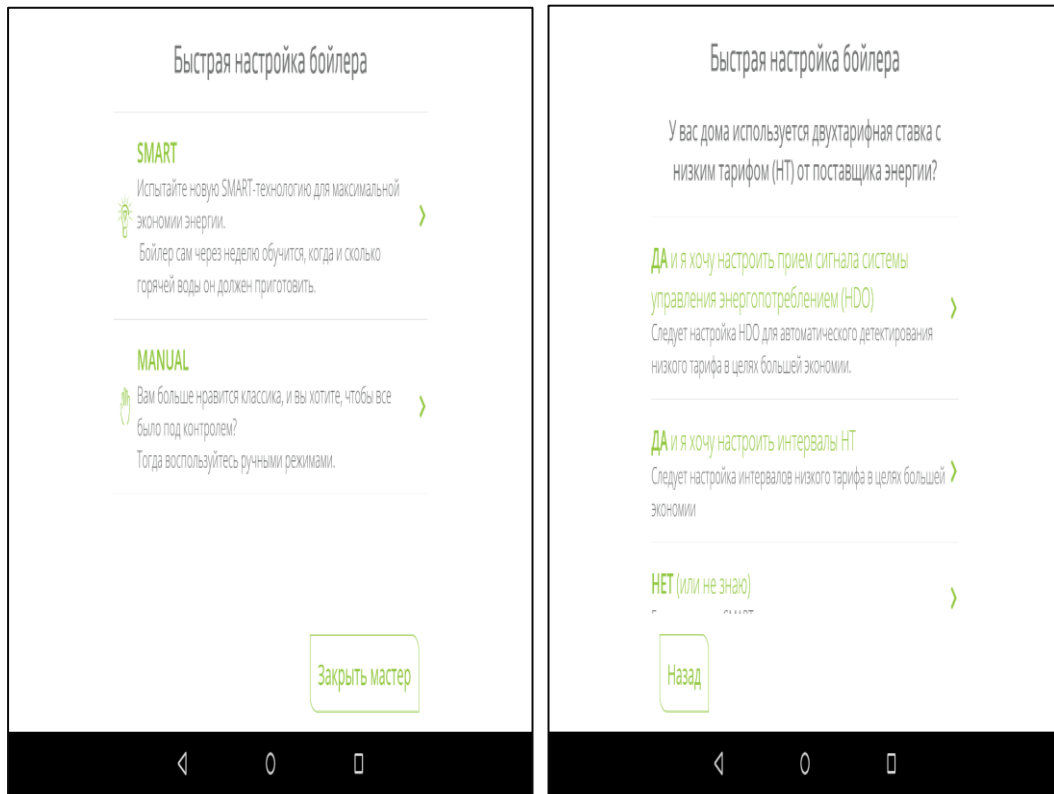 Быстрая настройка бойлера
SMART
Испытайте новую SMART-технологию для максимальной
экономии энергии.
Бойлер сам через неделю обучится, когда и сколько
горячей воды он должен приготовить.
MANUAL
Вам больше нравится классика, и вы хотите, чтобы все
было под контролем?
Тогда воспользуйтесь ручными режимами.
Закрыть мастер
Быстрая настройка бойлера
У вас дома используется двухтарифная ставка с
низким тарифом (НТ) от поставщика энергии?
ДА и я хочу настроить прием сигнала системы
управления энергопотреблением (HDO)
Следует настройка HDO для автоматического детектирования
низкого тарифа в целях большей экономии.
ДА и я хочу настроить интервалы НТ
Следует настройка интервалов низкого тарифа в целях большей
экономии
НЕТ (или не знаю)
Назад